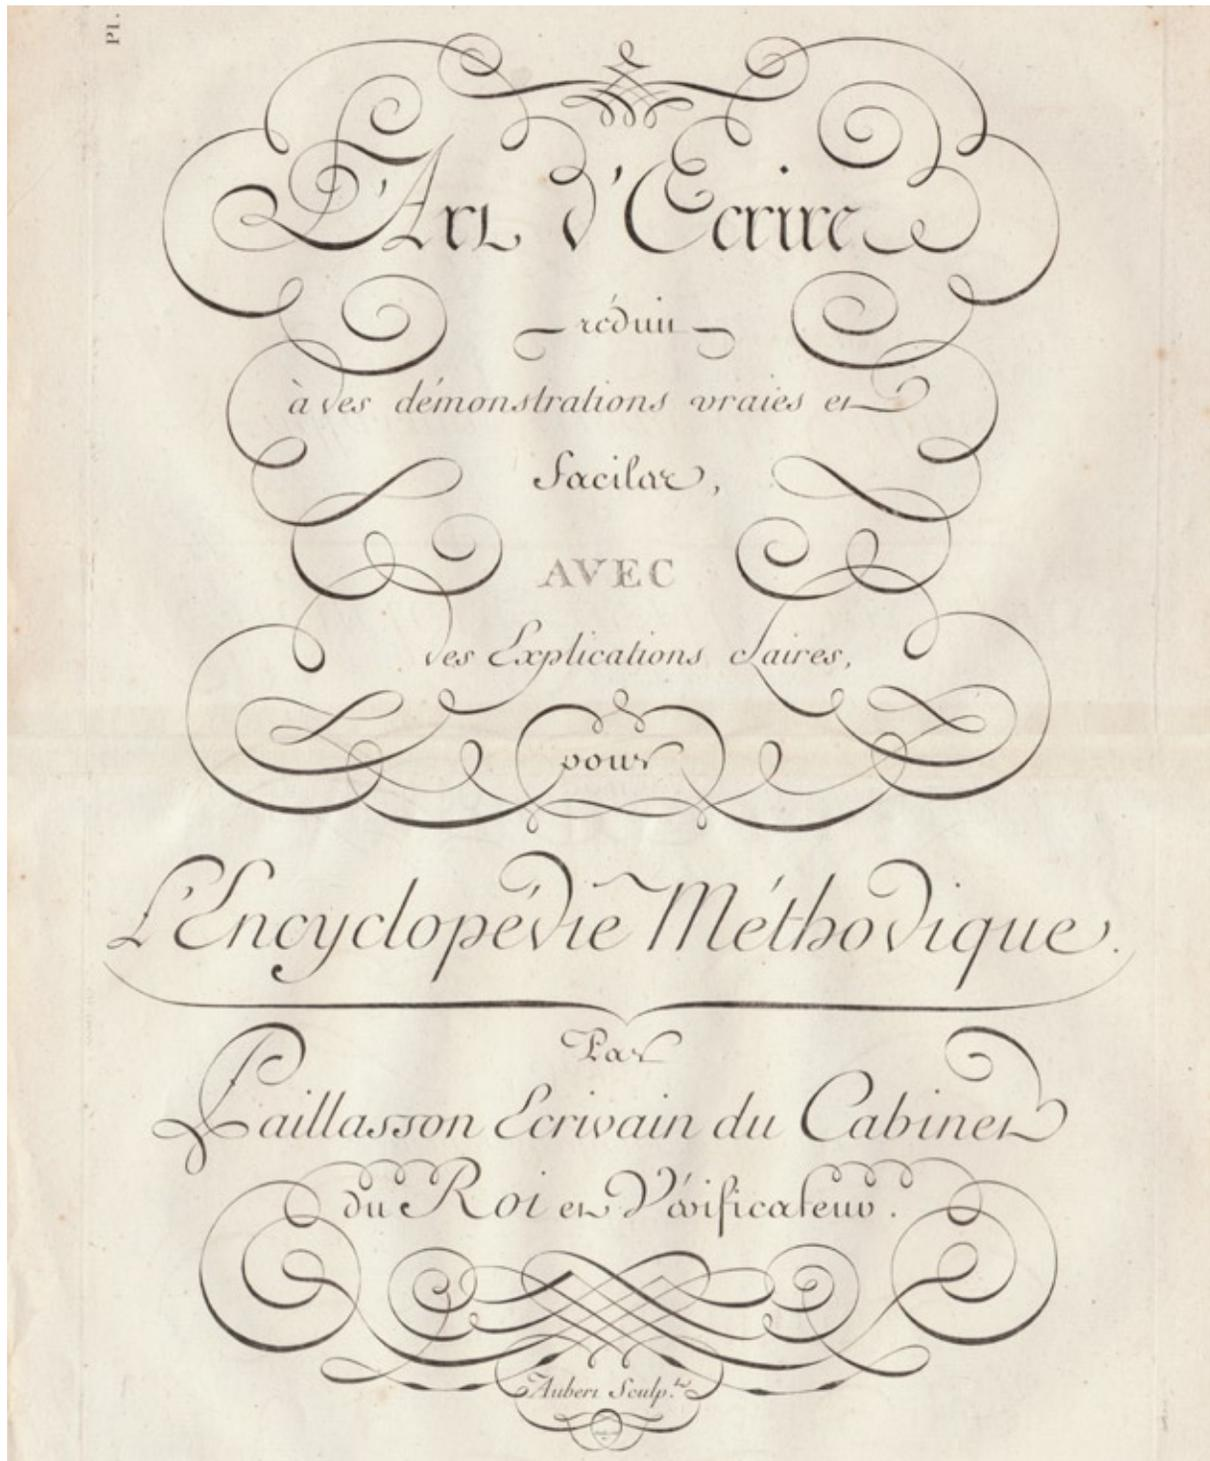 Pl.
L'Art d'Ecrire
réduit
à des démonstrations vraies et
faciles,
AVEC
des Explications claires,
pour
L'Encyclopédie Méthodique.
Par
Paillasson Ecrivain du Cabinet
du Roi et Vérificateur.
Aubert Sculp.